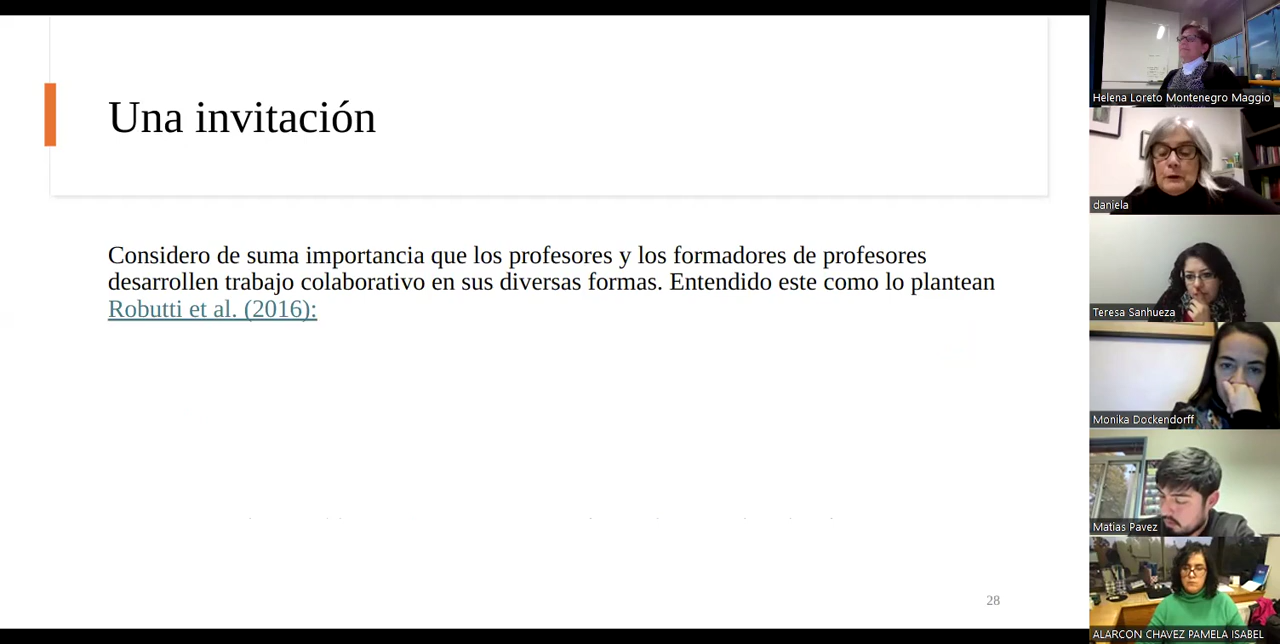 Una invitación
Considero de suma importancia que los profesores y los formadores de profesores
desarrollen trabajo colaborativo en sus diversas formas. Entendido este como lo plantean
Robutti et al. (2016):
28
Helena Loreto Montenegro Maggio
daniela
Teresa Sanhueza
Monika Dockendorff
Matías Pavez
ALARCON CHAVEZ PAMELA ISABEL